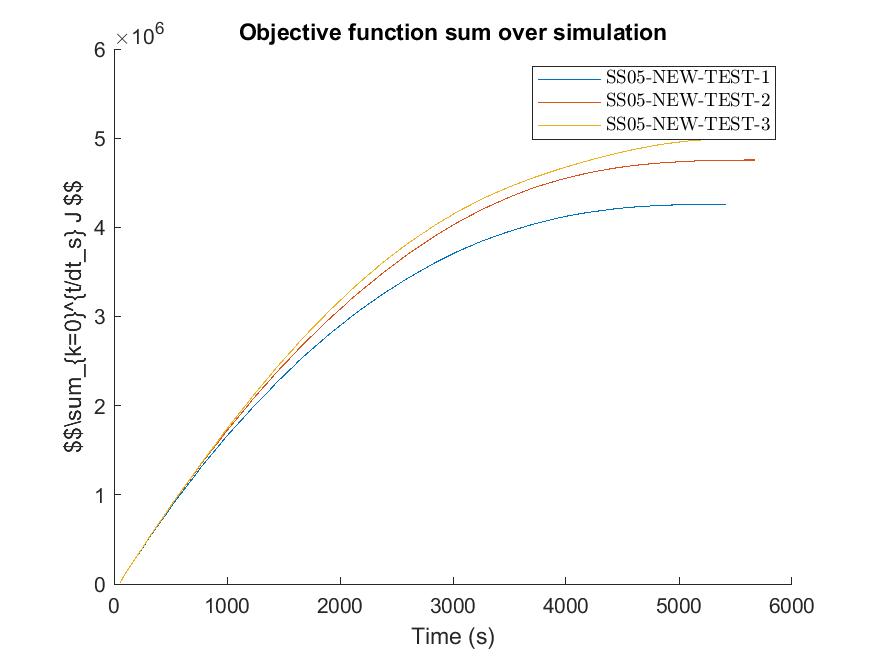 Objective function sum over simulation
×10^6
6
5
4
3
2
1
0
$$\sum_{k=0}^{t/dt_s} J $$
SS05-NEW-TEST-1
SS05-NEW-TEST-2
SS05-NEW-TEST-3
0 1000 2000 3000 4000 5000 6000
Time (s)